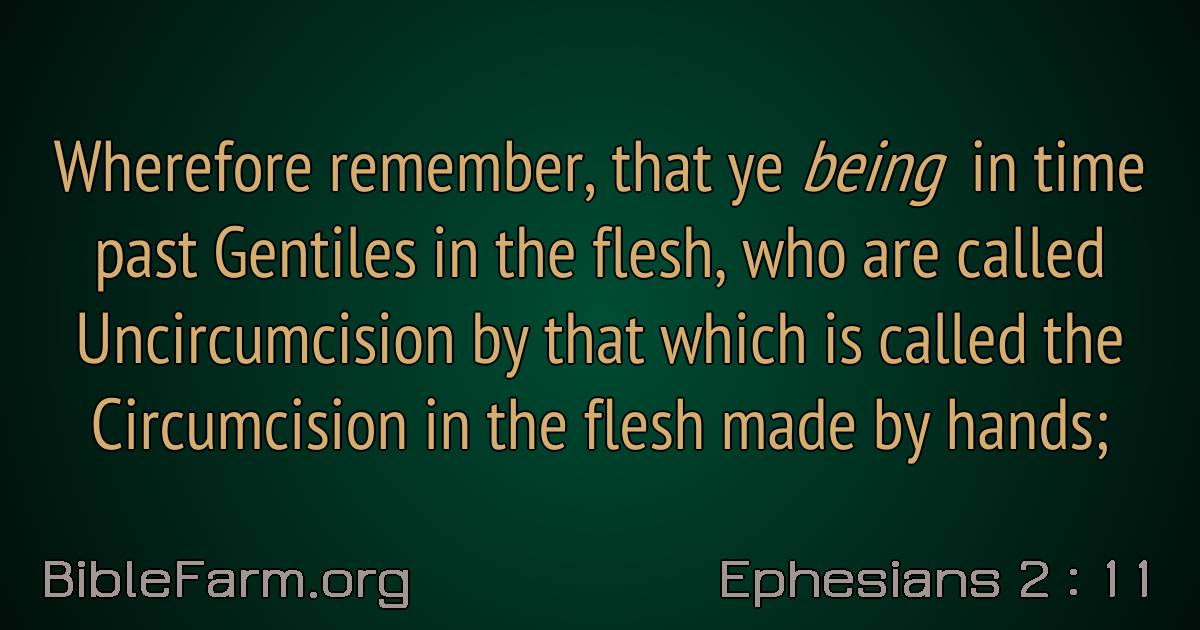 Wherefore remember, that ye being in time
past Gentiles in the flesh, who are called
Uncircumcision by that which is called the
Circumcision in the flesh made by hands;
BibleFarm.org
Ephesians 2 : 11